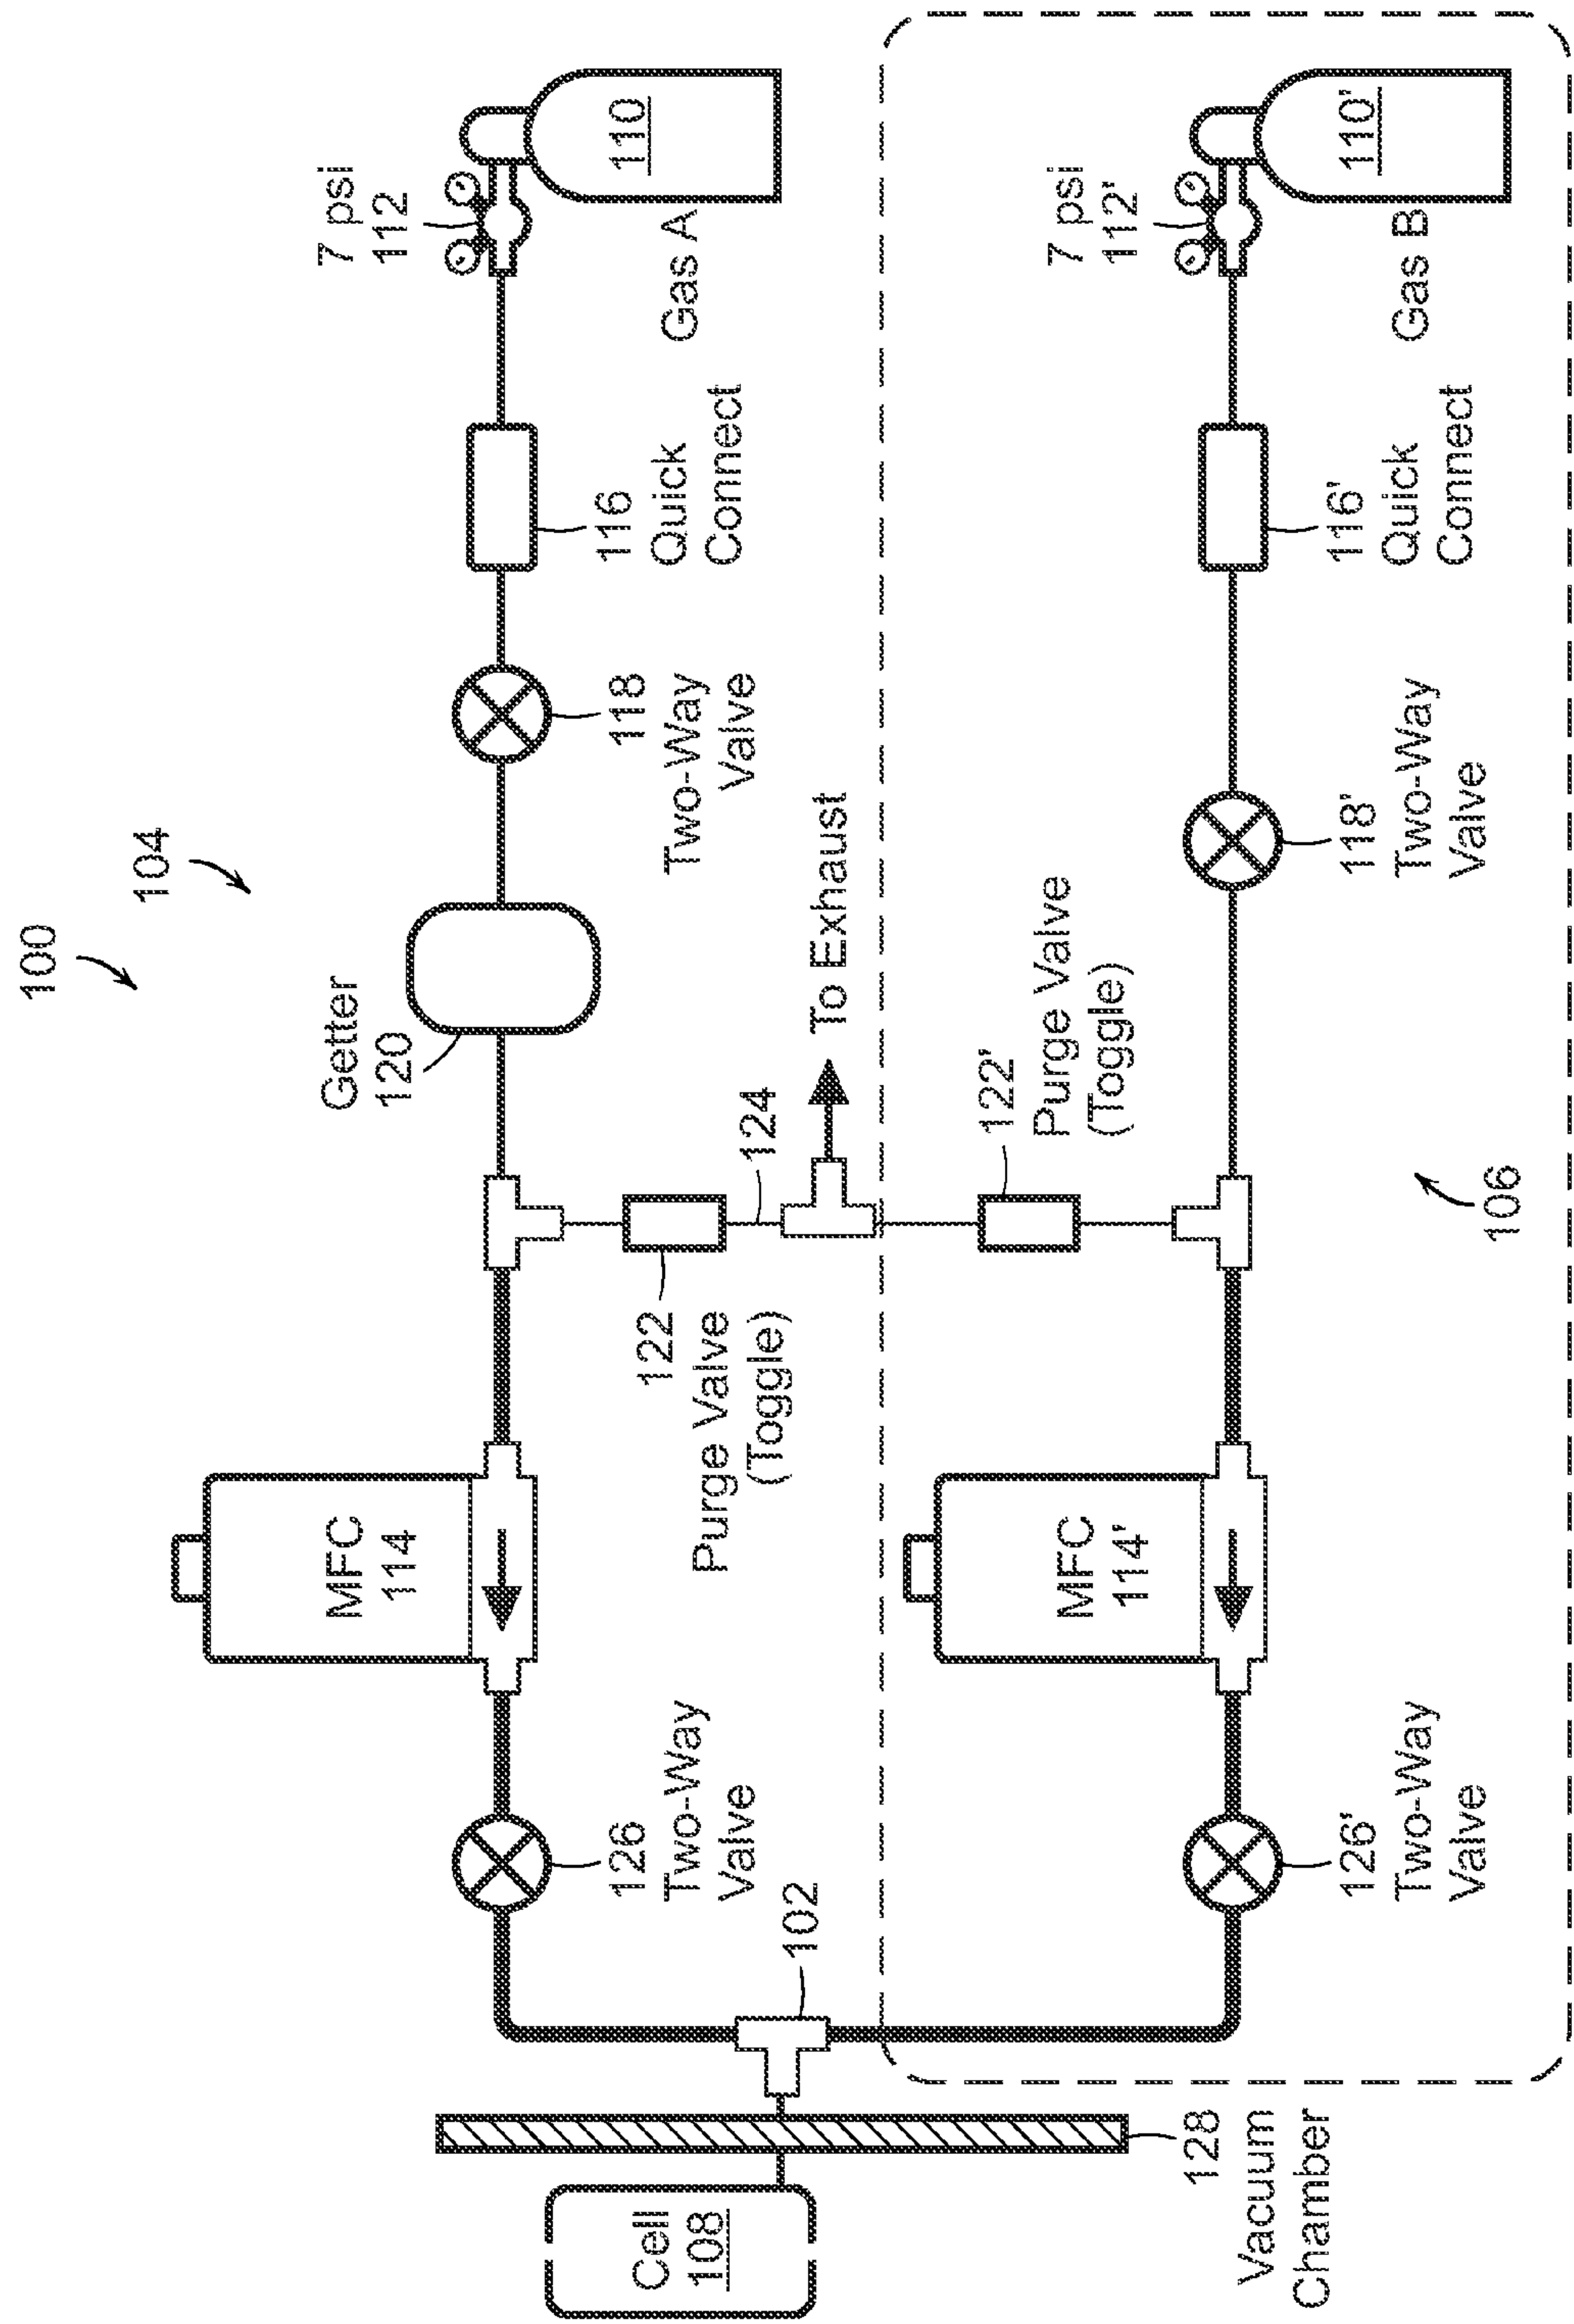 100
104
7 psi
112
110
Gas A
116
Quick
Connect
118
Two-Way
Valve
Getter
120
To Exhaust
124
122
Purge Valve
(Toggle)
MFC
114
126
Two-Way
Valve
102
Cell
108
128
Vacuum
Chamber
7 psi
112'
110'
Gas B
116'
Quick
Connect
118'
Two-Way
Valve
122'
Purge Valve
(Toggle)
106
MFC
114'
126'
Two-Way
Valve